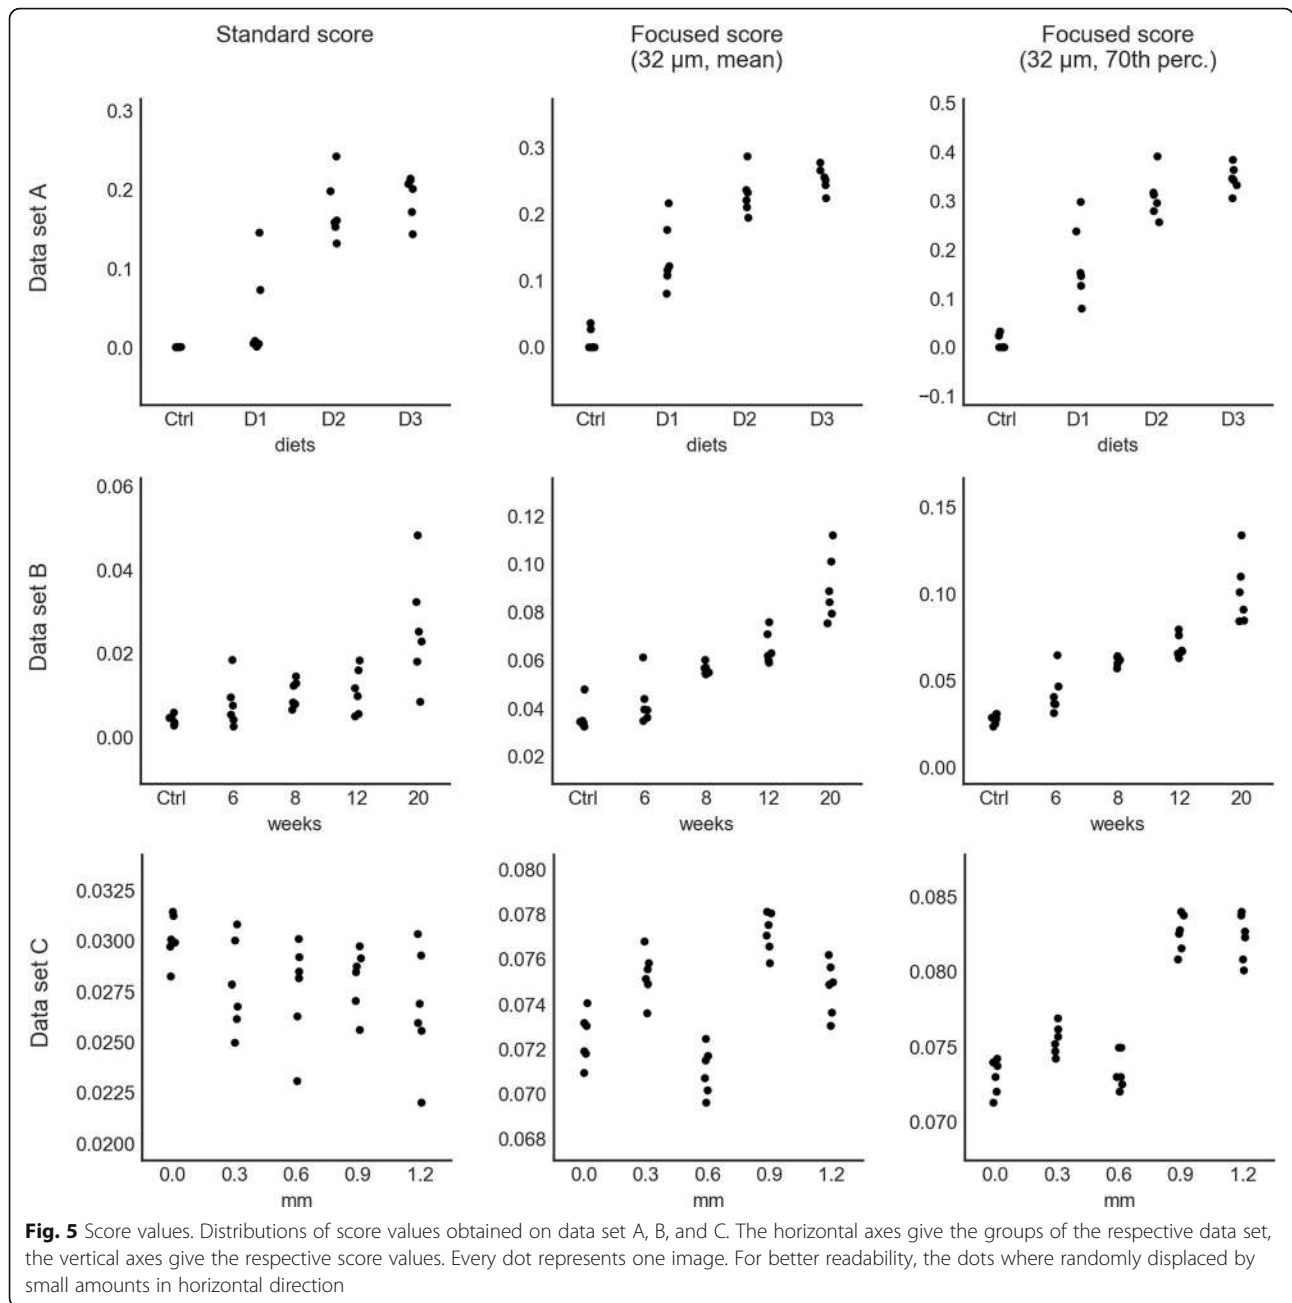 Standard score
Focused score
(32 µm, mean)
Focused score
(32 µm, 70th perc.)
Data set A
0.3
0.2
0.1
0.0
Ctrl D1 D2 D3
diets
0.3
0.2
0.1
0.0
Ctrl D1 D2 D3
diets
0.5
0.4
0.3
0.2
0.1
0.0
−0.1
Ctrl D1 D2 D3
diets
Data set B
0.06
0.04
0.02
0.00
Ctrl 6 8 12 20
weeks
0.12
0.10
0.08
0.06
0.04
0.02
Ctrl 6 8 12 20
weeks
0.15
0.10
0.05
0.00
Ctrl 6 8 12 20
weeks
Data set C
0.0325
0.0300
0.0275
0.0250
0.0225
0.0200
0.0 0.3 0.6 0.9 1.2
mm
0.080
0.078
0.076
0.074
0.072
0.070
0.068
0.0 0.3 0.6 0.9 1.2
mm
0.085
0.080
0.075
0.070
0.0 0.3 0.6 0.9 1.2
mm
Fig. 5 Score values. Distributions of score values obtained on data set A, B, and C. The horizontal axes give the groups of the respective data set,
the vertical axes give the respective score values. Every dot represents one image. For better readability, the dots where randomly displaced by
small amounts in horizontal direction